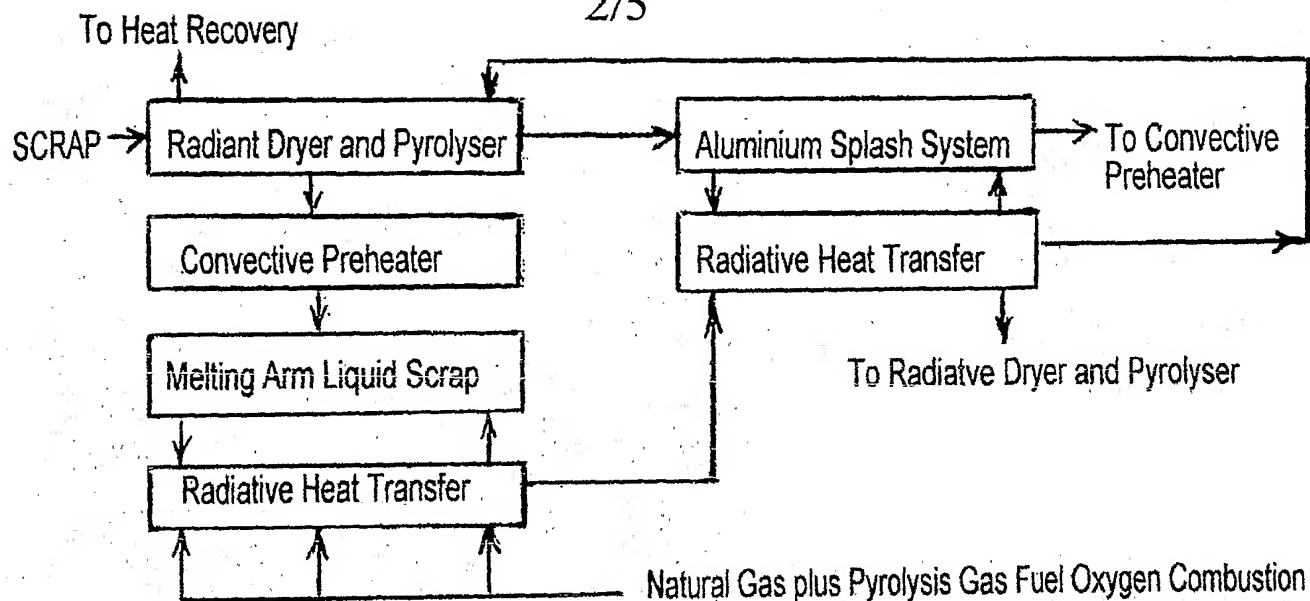 2/5
To Heat Recovery
SCRAP
Radiant Dryer and Pyrolyser
Aluminium Splash System
To Convective
Preheater
Convective Preheater
Radiative Heat Transfer
Melting Arm Liquid Scrap
To Radiatve Dryer and Pyrolyser
Radiative Heat Transfer
Natural Gas plus Pyrolysis Gas Fuel Oxygen Combustion